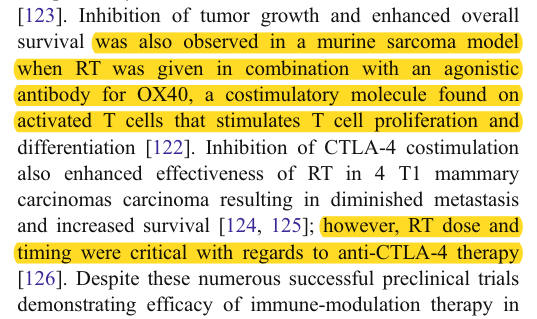 [123]. Inhibition of tumor growth and enhanced overall
survival was also observed in a murine sarcoma model
when RT was given in combination with an agonistic
antibody for OX40, a costimulatory molecule found on
activated T cells that stimulates T cell proliferation and
differentiation [122]. Inhibition of CTLA-4 costimulation
also enhanced effectiveness of RT in 4 T1 mammary
carcinomas carcinoma resulting in diminished metastasis
and increased survival [124, 125]; however, RT dose and
timing were critical with regards to anti-CTLA-4 therapy
[126]. Despite these numerous successful preclinical trials
demonstrating efficacy of immune-modulation therapy in